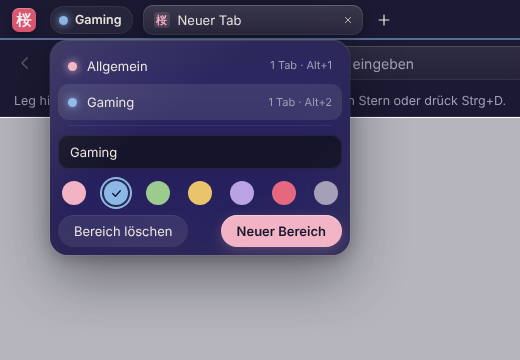 桜 Gaming 桜 Neuer Tab
Allgemein 1 Tab · Alt+1
eingeben
Gaming 1 Tab · Alt+2
Leg n Stern oder drück Strg+D.
Gaming
Bereich löschen Neuer Bereich